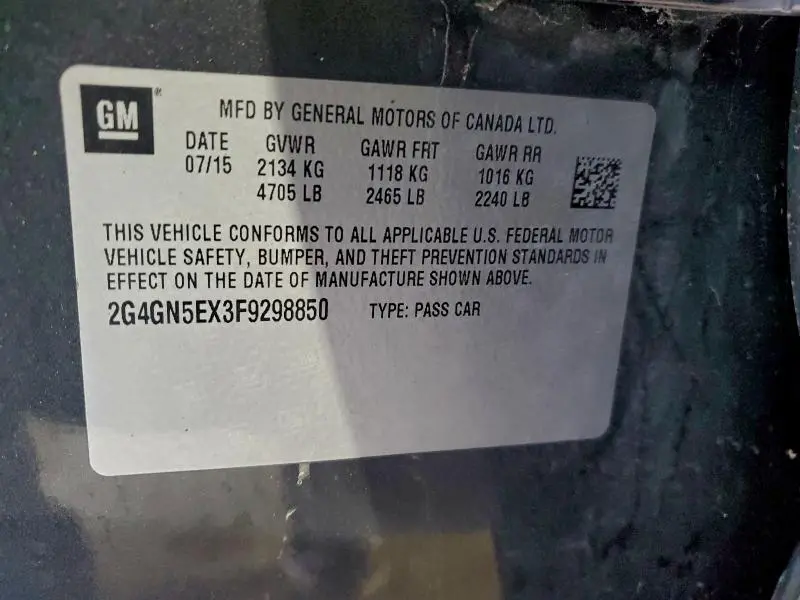 GM®
MFD BY GENERAL MOTORS OF CANADA LTD.
DATE GVWR GAWR FRT GAWR RR
07/15 2134 KG 1118 KG 1016 KG
4705 LB 2465 LB 2240 LB
THIS VEHICLE CONFORMS TO ALL APPLICABLE U.S. FEDERAL MOTOR
VEHICLE SAFETY, BUMPER, AND THEFT PREVENTION STANDARDS IN
EFFECT ON THE DATE OF MANUFACTURE SHOWN ABOVE.
2G4GN5EX3F9298850 TYPE: PASS CAR